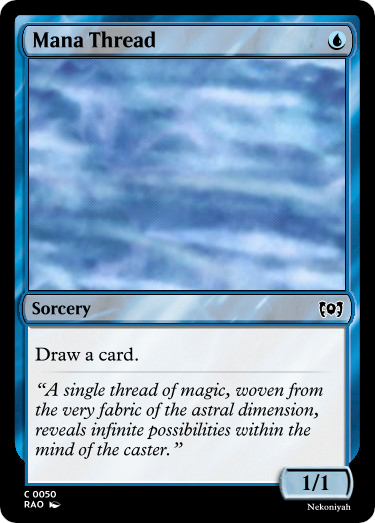 Mana Thread
Sorcery
Draw a card.
“A single thread of magic, woven from
the very fabric of the astral dimension,
reveals infinite possibilities within the
mind of the caster.”
1/1
C 0050
RAO
Nekoniyah